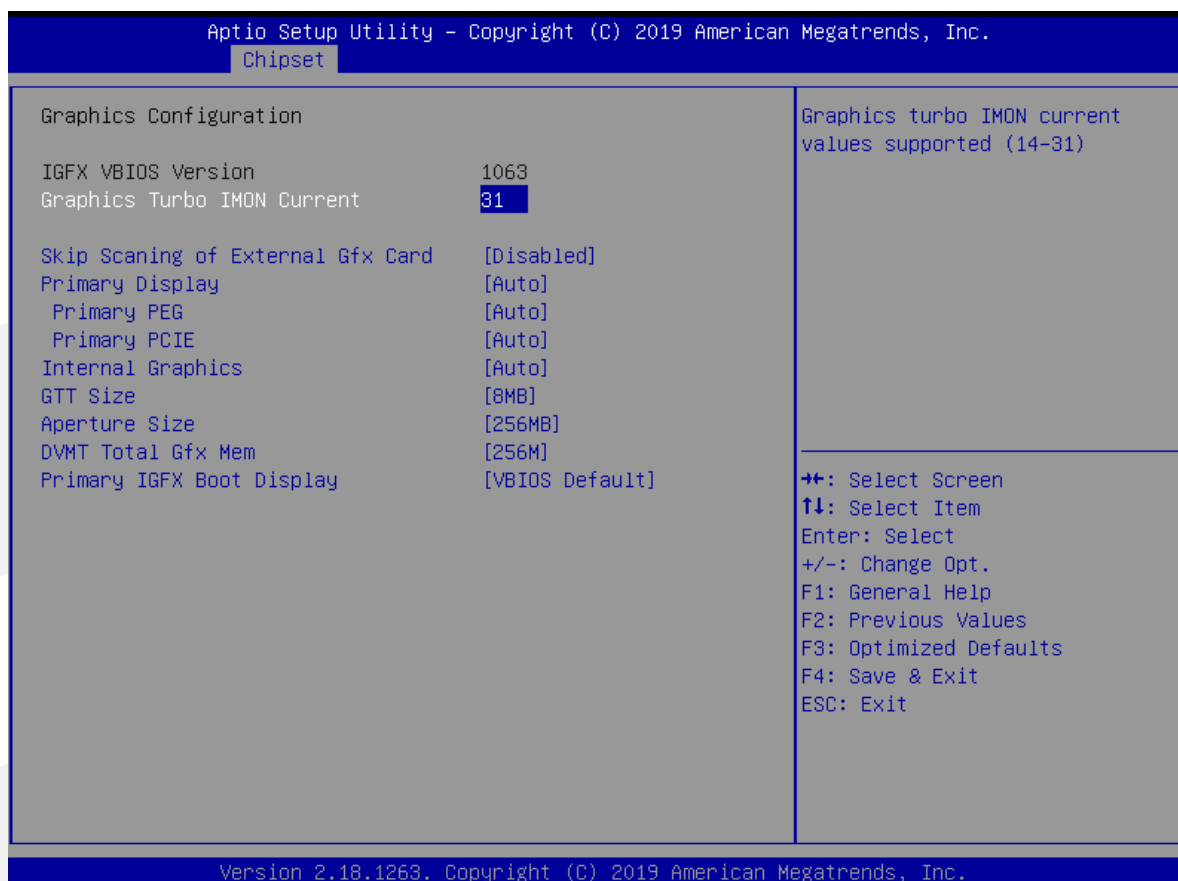 Aptio Setup Utility – Copyright (C) 2019 American Megatrends, Inc.
Chipset
Graphics Configuration
IGFX VBIOS Version 1063
Graphics Turbo IMON Current 31
Skip Scaning of External Gfx Card [Disabled]
Primary Display [Auto]
Primary PEG [Auto]
Primary PCIE [Auto]
Internal Graphics [Auto]
GTT Size [8MB]
Aperture Size [256MB]
DVMT Total Gfx Mem [256M]
Primary IGFX Boot Display [VBIOS Default]
Graphics turbo IMON current
values supported (14-31)
→←: Select Screen
↑↓: Select Item
Enter: Select
+/-: Change Opt.
F1: General Help
F2: Previous Values
F3: Optimized Defaults
F4: Save & Exit
ESC: Exit
Version 2.18.1263. Copyright (C) 2019 American Megatrends, Inc.